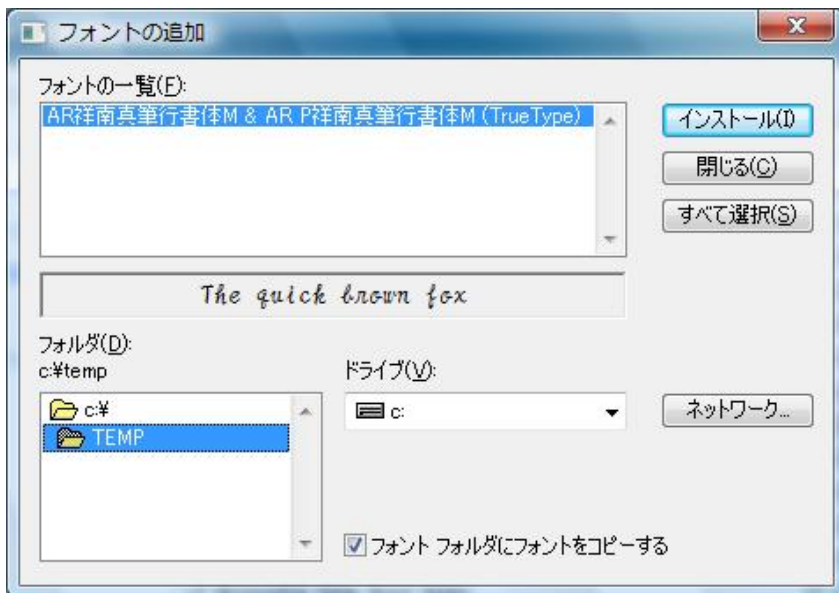 フォントの追加
フォントの一覧(F):
AR祥南真筆行書体M & AR P祥南真筆行書体M (TrueType)
インストール(I)
閉じる(C)
すべて選択(S)
The quick brown fox
フォルダ(D):
c:¥temp
ドライブ(V):
c:¥
TEMP
c:
ネットワーク...
フォント フォルダにフォントをコピーする